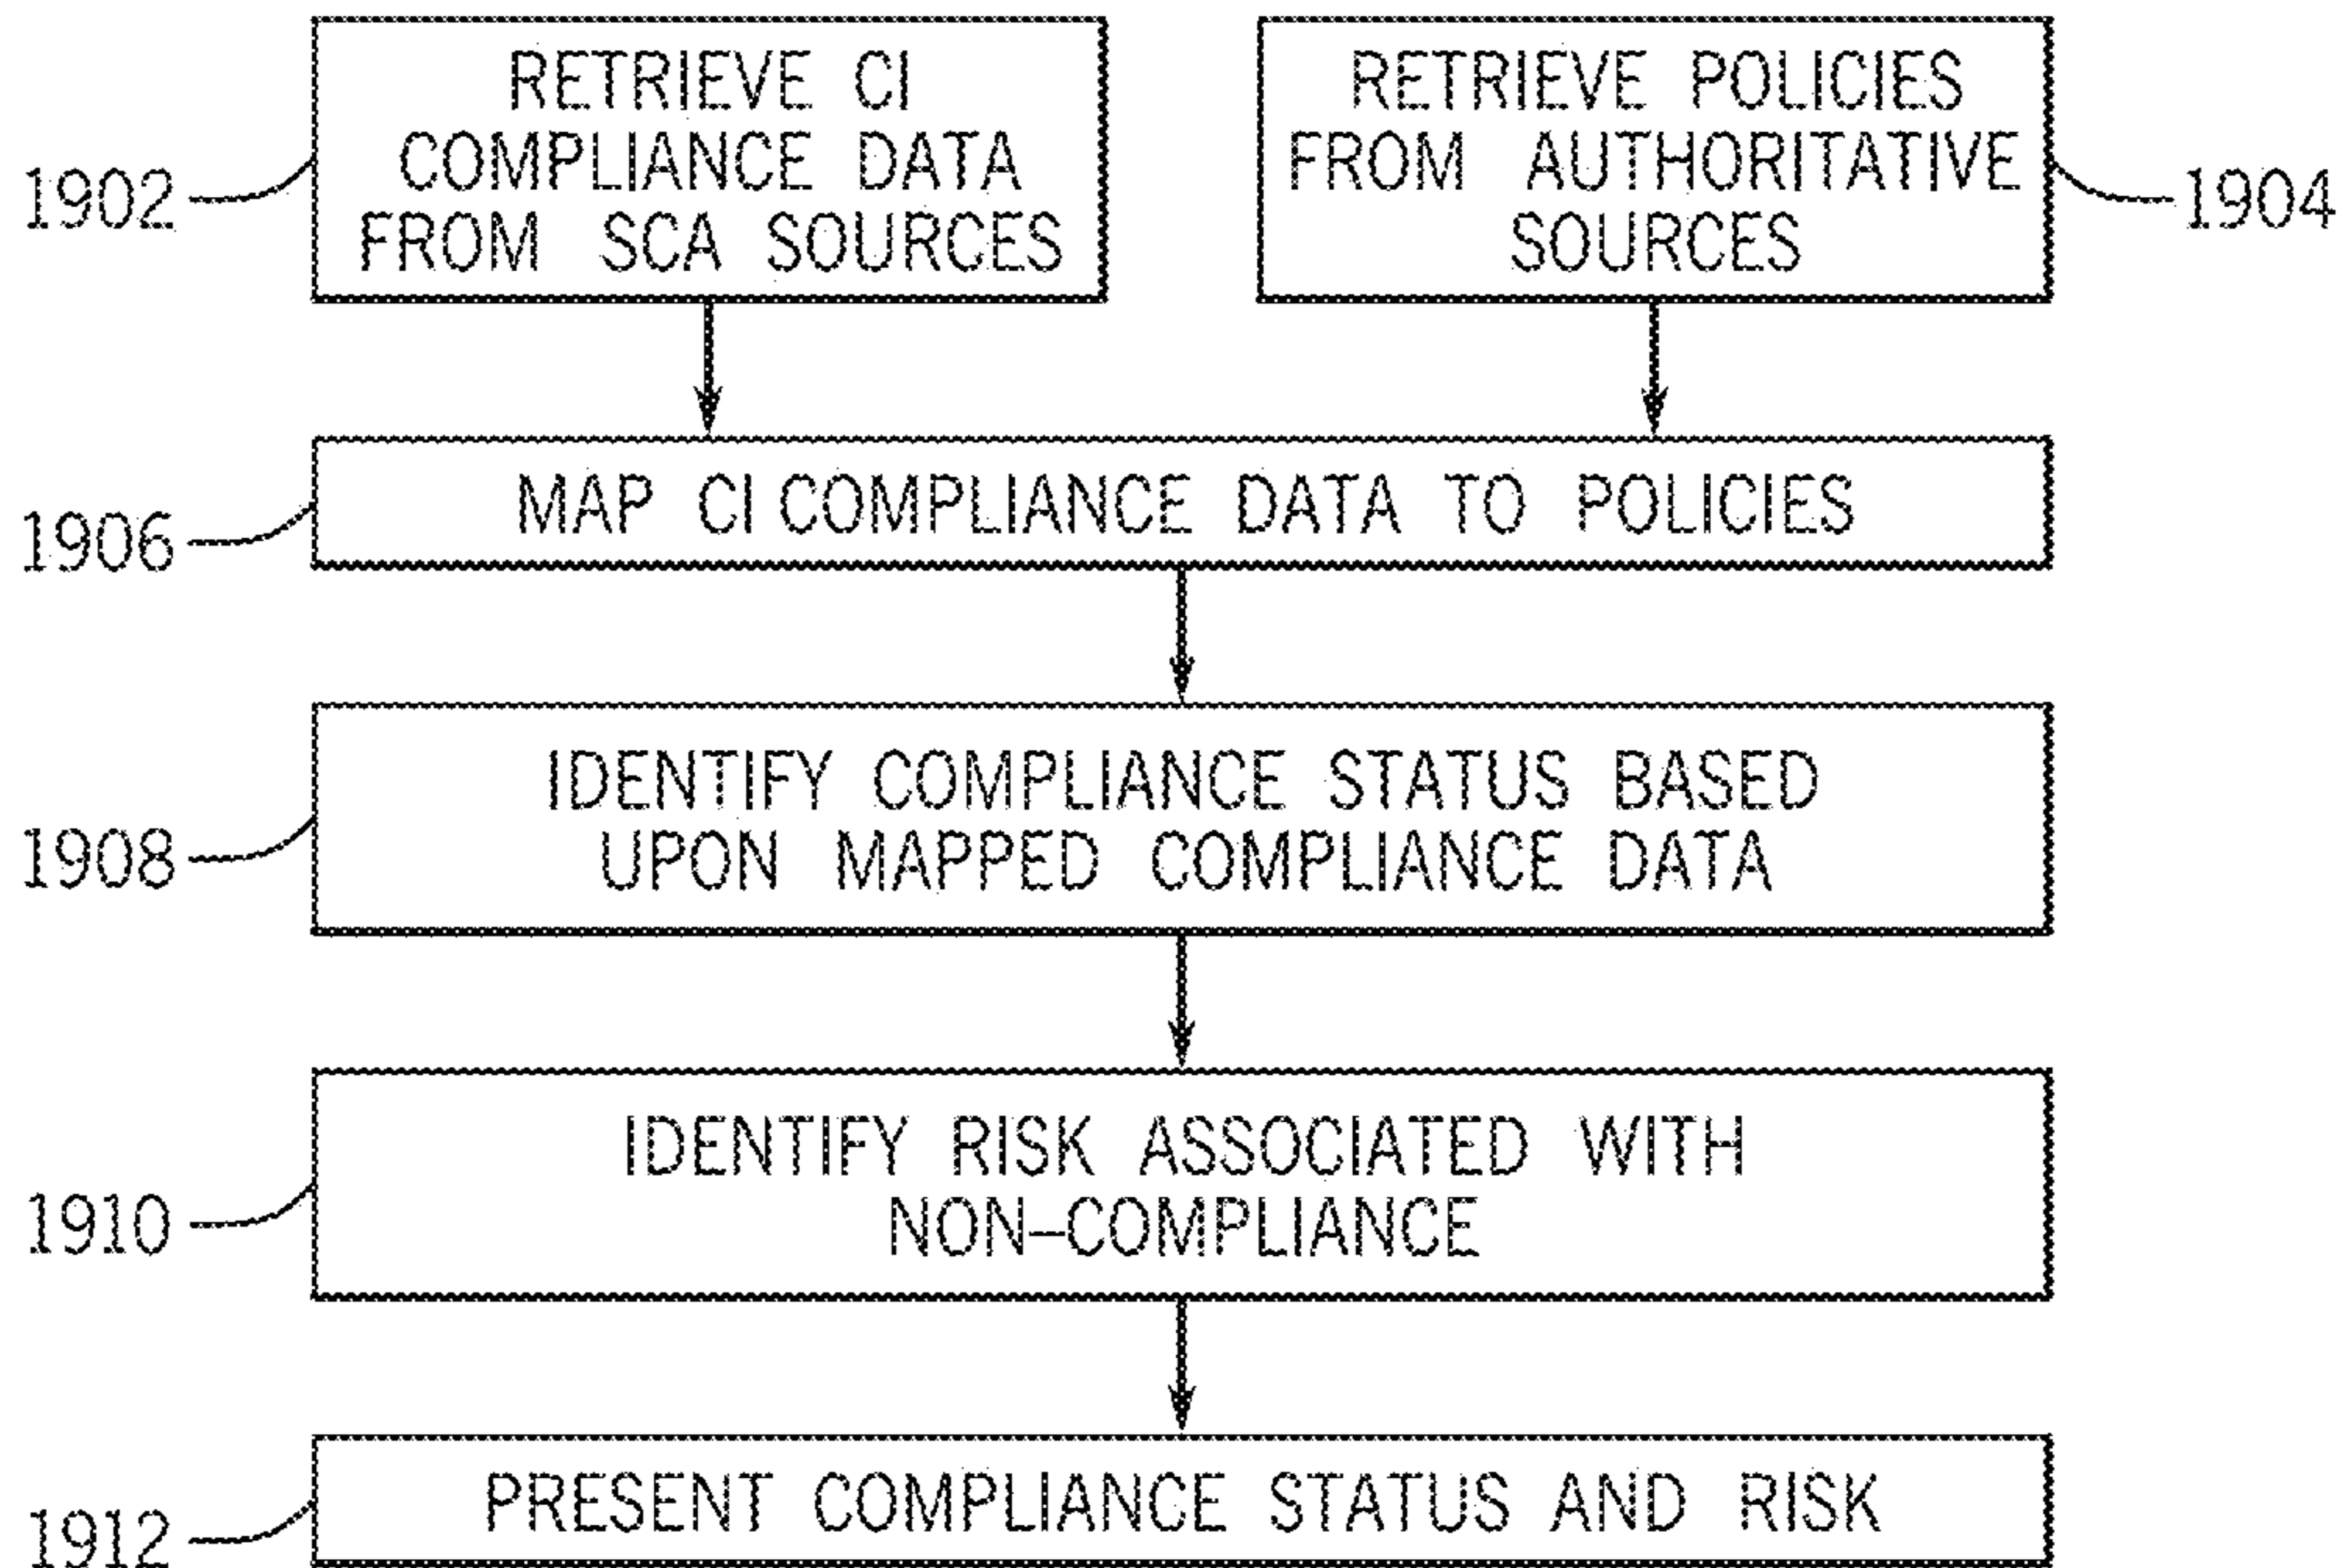 RETRIEVE CI
COMPLIANCE DATA
FROM SCA SOURCES
1902
RETRIEVE POLICIES
FROM AUTHORITATIVE
SOURCES
1904
MAP CI COMPLIANCE DATA TO POLICIES
1906
IDENTIFY COMPLIANCE STATUS BASED
UPON MAPPED COMPLIANCE DATA
1908
IDENTIFY RISK ASSOCIATED WITH
NON–COMPLIANCE
1910
PRESENT COMPLIANCE STATUS AND RISK
1912